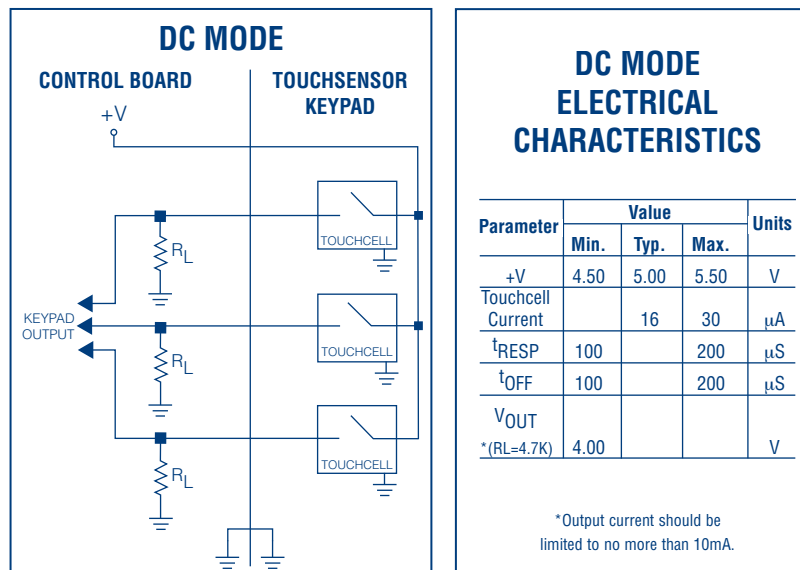 DC MODE
CONTROL BOARD
TOUCHSENSOR
KEYPAD
+V
TOUCHCELL
RL
KEYPAD
OUTPUT
TOUCHCELL
RL
TOUCHCELL
RL
DC MODE
ELECTRICAL
CHARACTERISTICS
Parameter Value Units
Min. Typ. Max.
+V 4.50 5.00 5.50 V
Touchcell
Current 16 30 μA
tRESP 100 200 μS
tOFF 100 200 μS
VOUT
*(RL=4.7K) 4.00 V
*Output current should be
limited to no more than 10mA.